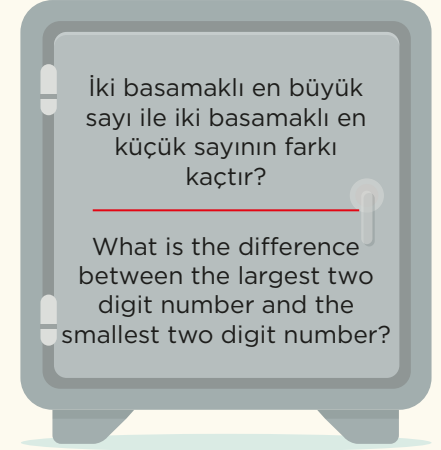 İki basamaklı en büyük
sayı ile iki basamaklı en
küçük sayının farkı
kaçtır?
What is the difference
between the largest two
digit number and the
smallest two digit number?